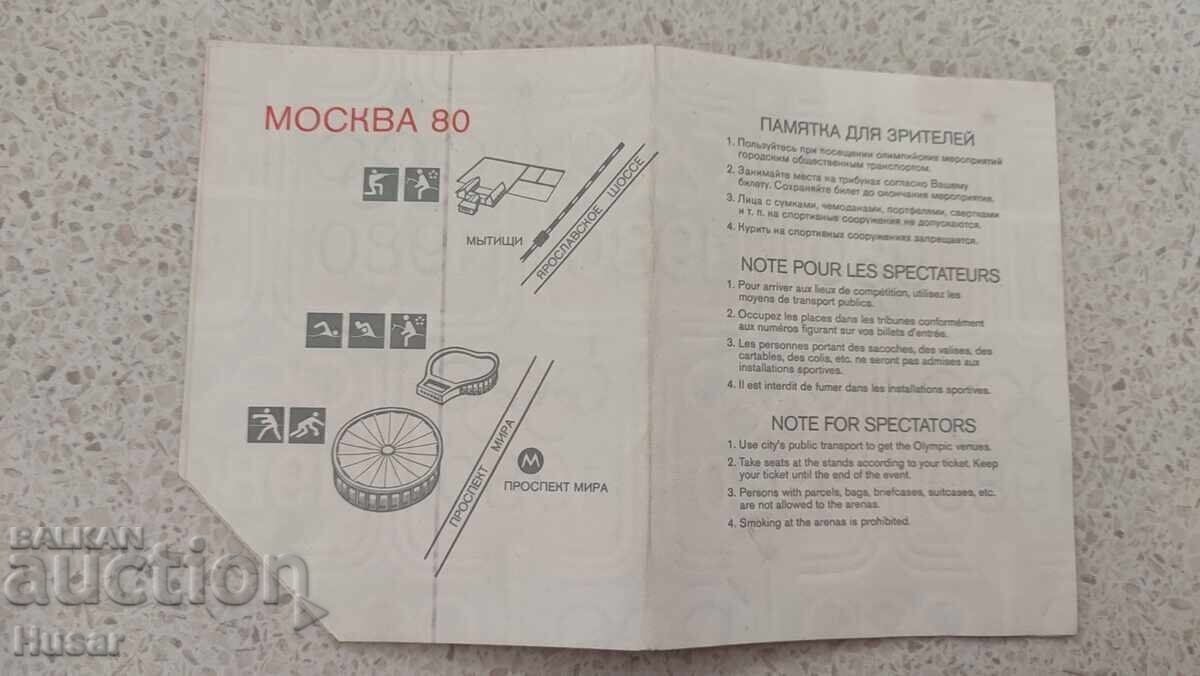 МОСКВА 80
МЫТИЩИ
ЯРОСЛАВСКОЕ ШОССЕ
ПРОСПЕКТ МИРА
М
ПРОСПЕКТ МИРА
ПАМЯТКА ДЛЯ ЗРИТЕЛЕЙ
1. Пользуйтесь при посещении олимпийских мероприятий
городским общественным транспортом.
2. Занимайте места на трибунах согласно Вашему
билету. Сохраняйте билет до окончания мероприятия.
3. Лица с сумками, чемоданами, портфелями, свертками
и т. п. на спортивные сооружения не допускаются.
4. Курить на спортивных сооружениях запрещается.
NOTE POUR LES SPECTATEURS
1. Pour arriver aux lieux de compétition, utilisez les
moyens de transport publics.
2. Occupez les places dans les tribunes conformément
aux numéros figurant sur vos billets d'entrée.
3. Les personnes portant des sacoches, des valises, des
cartables, des colis, etc. ne seront pas admises aux
installations sportives.
4. Il est interdit de fumer dans les installations sportives.
NOTE FOR SPECTATORS
1. Use city's public transport to get the Olympic venues.
2. Take seats at the stands according to your ticket. Keep
your ticket until the end of the event.
3. Persons with parcels, bags, briefcases, suitcases, etc.
are not allowed to the arenas.
4. Smoking at the arenas is prohibited.
BALKAN
auction
Husar